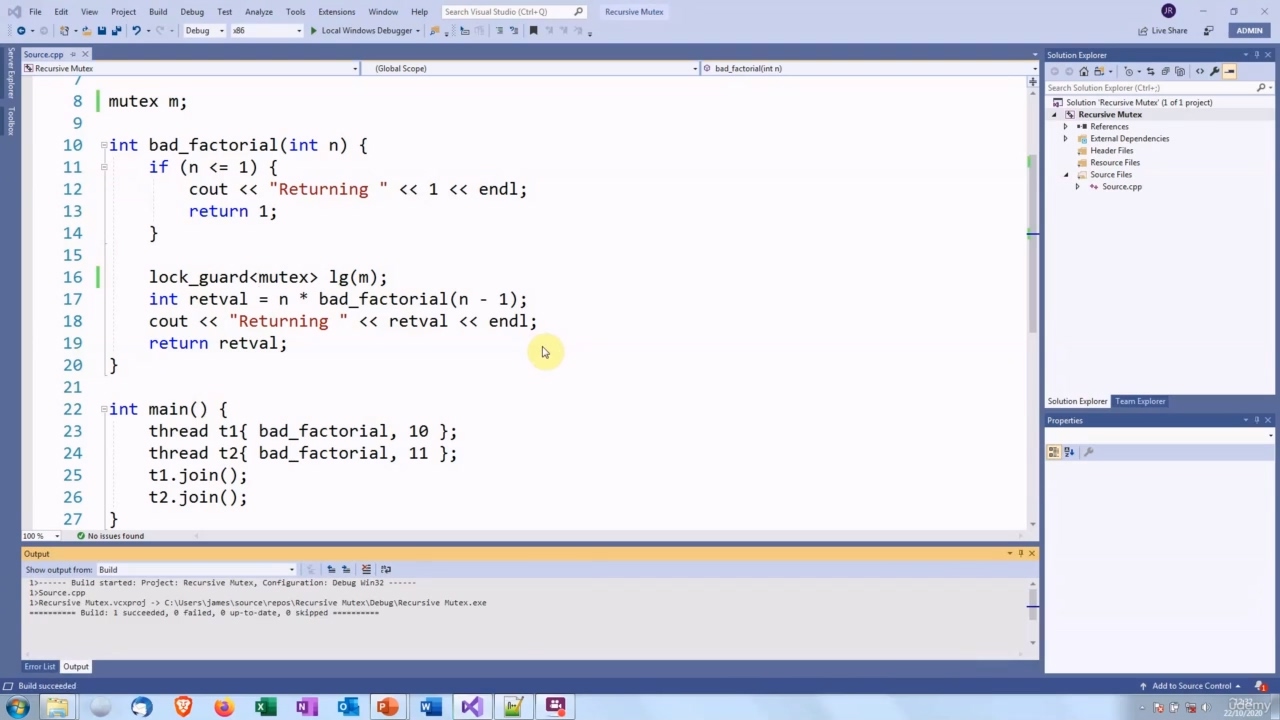 File Edit View Project Build Debug Test Analyze Tools Extensions Window Help Search Visual Studio (Ctrl+Q) Recursive Mutex JR
Debug x86 Local Windows Debugger Live Share ADMIN
Server Explorer
Toolbox
Source.cpp
Recursive Mutex (Global Scope) bad_factorial(int n)
7
8 mutex m;
9
10 int bad_factorial(int n) {
11 if (n <= 1) {
12 cout << "Returning " << 1 << endl;
13 return 1;
14 }
15
16 lock_guard<mutex> lg(m);
17 int retval = n * bad_factorial(n - 1);
18 cout << "Returning " << retval << endl;
19 return retval;
20 }
21
22 int main() {
23 thread t1{ bad_factorial, 10 };
24 thread t2{ bad_factorial, 11 };
25 t1.join();
26 t2.join();
27 }
100 % No issues found
Output
Show output from: Build
1>------ Build started: Project: Recursive Mutex, Configuration: Debug Win32 ------
1>Source.cpp
1>Recursive Mutex.vcxproj -> C:\Users\james\source\repos\Recursive Mutex\Debug\Recursive Mutex.exe
========== Build: 1 succeeded, 0 failed, 0 up-to-date, 0 skipped ==========
Error List Output
Build succeeded
Solution Explorer
Search Solution Explorer (Ctrl+;)
Solution 'Recursive Mutex' (1 of 1 project)
Recursive Mutex
References
External Dependencies
Header Files
Resource Files
Source Files
Source.cpp
Solution Explorer Team Explorer
Properties
Add to Source Control 1
udemy
22/10/2020